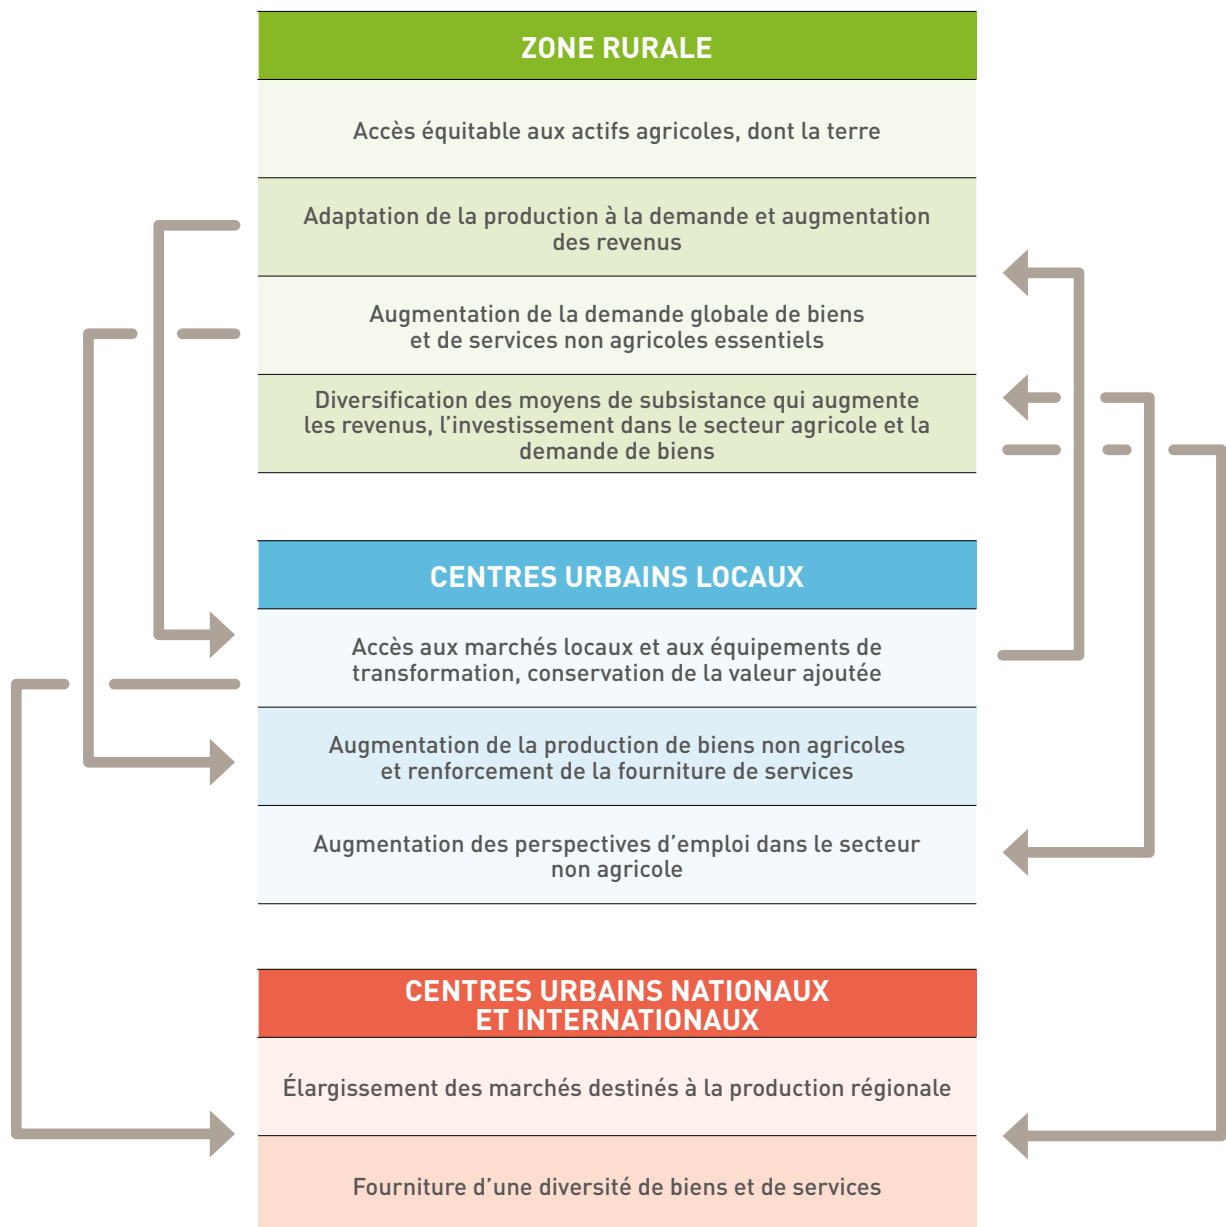 ZONE RURALE
Accès équitable aux actifs agricoles, dont la terre
Adaptation de la production à la demande et augmentation
des revenus
Augmentation de la demande globale de biens
et de services non agricoles essentiels
Diversification des moyens de subsistance qui augmente
les revenus, l’investissement dans le secteur agricole et la
demande de biens
CENTRES URBAINS LOCAUX
Accès aux marchés locaux et aux équipements de
transformation, conservation de la valeur ajoutée
Augmentation de la production de biens non agricoles
et renforcement de la fourniture de services
Augmentation des perspectives d’emploi dans le secteur
non agricole
CENTRES URBAINS NATIONAUX
ET INTERNATIONAUX
Élargissement des marchés destinés à la production régionale
Fourniture d’une diversité de biens et de services